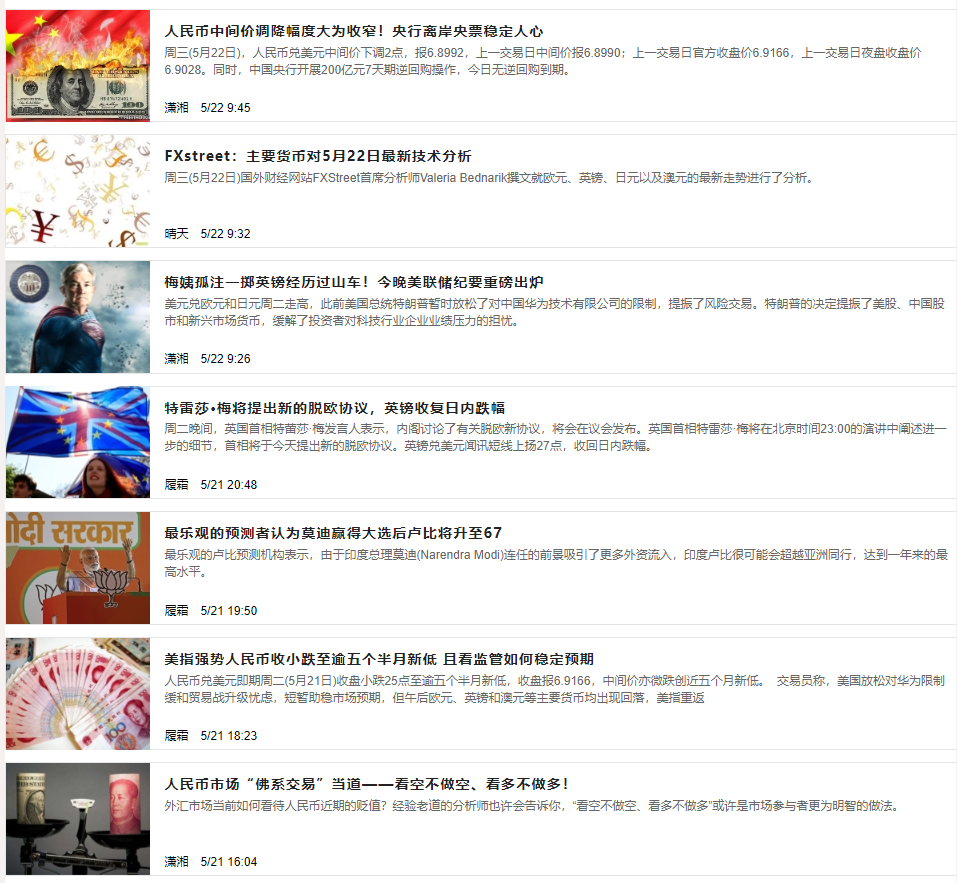 人民币中间价调降幅度大为收窄！央行离岸央票稳定人心
周三(5月22日)，人民币兑美元中间价下调2点，报6.8992，上一交易日中间价报6.8990；上一交易日官方收盘价6.9166，上一交易日夜盘收盘价
6.9028。同时，中国央行开展200亿元7天期逆回购操作，今日无逆回购到期。
潇湘 5/22 9:45
FXstreet：主要货币对5月22日最新技术分析
周三(5月22日)国外财经网站FXStreet首席分析师Valeria Bednarik撰文就欧元、英镑、日元以及澳元的最新走势进行了分析。
晴天 5/22 9:32
梅姨孤注一掷英镑经历过山车！今晚美联储纪要重磅出炉
美元兑欧元和日元周二走高，此前美国总统特朗普暂时放松了对中国华为技术有限公司的限制，提振了风险交易。特朗普的决定提振了美股、中国股
市和新兴市场货币，缓解了投资者对科技行业企业业绩压力的担忧。
潇湘 5/22 9:26
特雷莎•梅将提出新的脱欧协议，英镑收复日内跌幅
周二晚间，英国首相特蕾莎·梅发言人表示，内阁讨论了有关脱欧新协议，将会在议会发布。英国首相特雷莎·梅将在北京时间23:00的演讲中阐述进一
步的细节，首相将于今天提出新的脱欧协议。英镑兑美元闻讯短线上扬27点，收回日内跌幅。
履霜 5/21 20:48
मोदी सरकार
最乐观的预测者认为莫迪赢得大选后卢比将升至67
最乐观的卢比预测机构表示，由于印度总理莫迪(Narendra Modi)连任的前景吸引了更多外资流入，印度卢比很可能会超越亚洲同行，达到一年来的最
高水平。
履霜 5/21 19:50
美指强势人民币收小跌至逾五个半月新低 且看监管如何稳定预期
人民币兑美元即期周二(5月21日)收盘小跌25点至逾五个半月新低，收盘报6.9166，中间价亦微跌创近五个月新低。 交易员称，美国放松对华为限制
缓和贸易战升级忧虑，短暂助稳市场预期，但午后欧元、英镑和澳元等主要货币均出现回落，美指重返
履霜 5/21 18:23
人民币市场“佛系交易”当道——看空不做空、看多不做多！
外汇市场当前如何看待人民币近期的贬值？经验老道的分析师也许会告诉你，“看空不做空、看多不做多”或许是市场参与者更为明智的做法。
潇湘 5/21 16:04